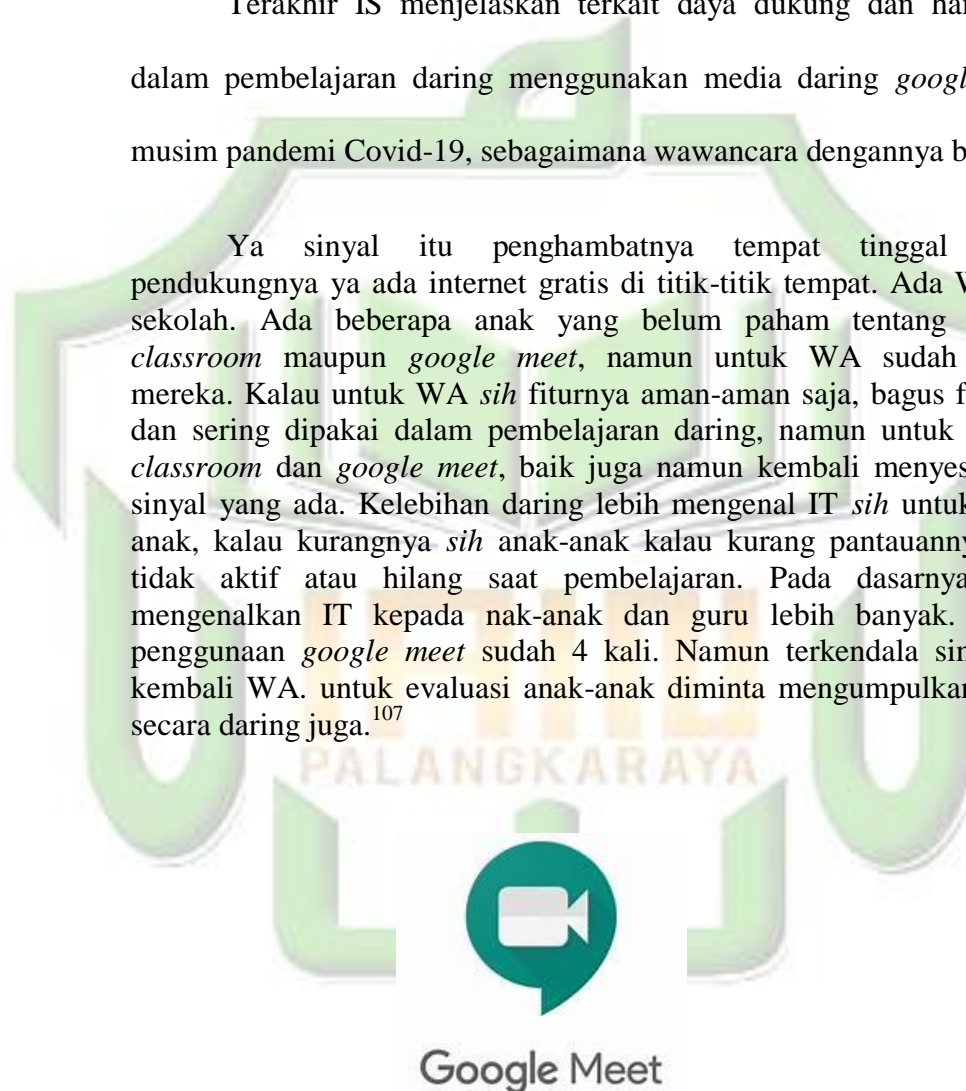 Terakhir IS menjelaskan terkait daya dukung dan
dalam pembelajaran daring menggunakan media daring
musim pandemi Covid-19, sebagaimana wawancara dengannya
Ya sinyal itu penghambatnya tempat tinggal
pendukungnya ya ada internet gratis di titik-titik tempat. Ada
sekolah. Ada beberapa anak yang belum paham tentang
classroom maupun google meet, namun untuk WA sudah
mereka. Kalau untuk WA sih fiturnya aman-aman saja, bagus
dan sering dipakai dalam pembelajaran daring, namun untuk
classroom dan google meet, baik juga namun kembali
sinyal yang ada. Kelebihan daring lebih mengenal IT sih untuk
anak, kalau kurangnya sih anak-anak kalau kurang
tidak aktif atau hilang saat pembelajaran. Pada dasarnya
mengenalkan IT kepada nak-anak dan guru lebih banyak.
penggunaan google meet sudah 4 kali. Namun terkendala
kembali WA. untuk evaluasi anak-anak diminta mengumpulkan
secara daring juga.107
PALANGKARAYA
Google Meet